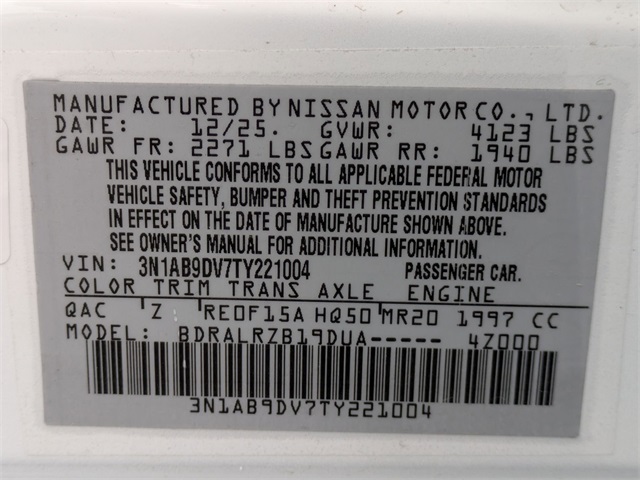 MANUFACTURED BY NISSAN MOTOR CO., LTD.
DATE: 12/25. GVWR: 4123 LBS
GAWR FR: 2271 LBS GAWR RR: 1940 LBS
THIS VEHICLE CONFORMS TO ALL APPLICABLE FEDERAL MOTOR
VEHICLE SAFETY, BUMPER AND THEFT PREVENTION STANDARDS
IN EFFECT ON THE DATE OF MANUFACTURE SHOWN ABOVE.
SEE OWNER'S MANUAL FOR ADDITIONAL INFORMATION.
VIN: 3N1AB9DV7TY221004 PASSENGER CAR.
COLOR TRIM TRANS AXLE ENGINE
QAC Z RE0F15A HQ50 MR20 1997 CC
MODEL: BDRALRZB19DUA----- 4Z000
3N1AB9DV7TY221004